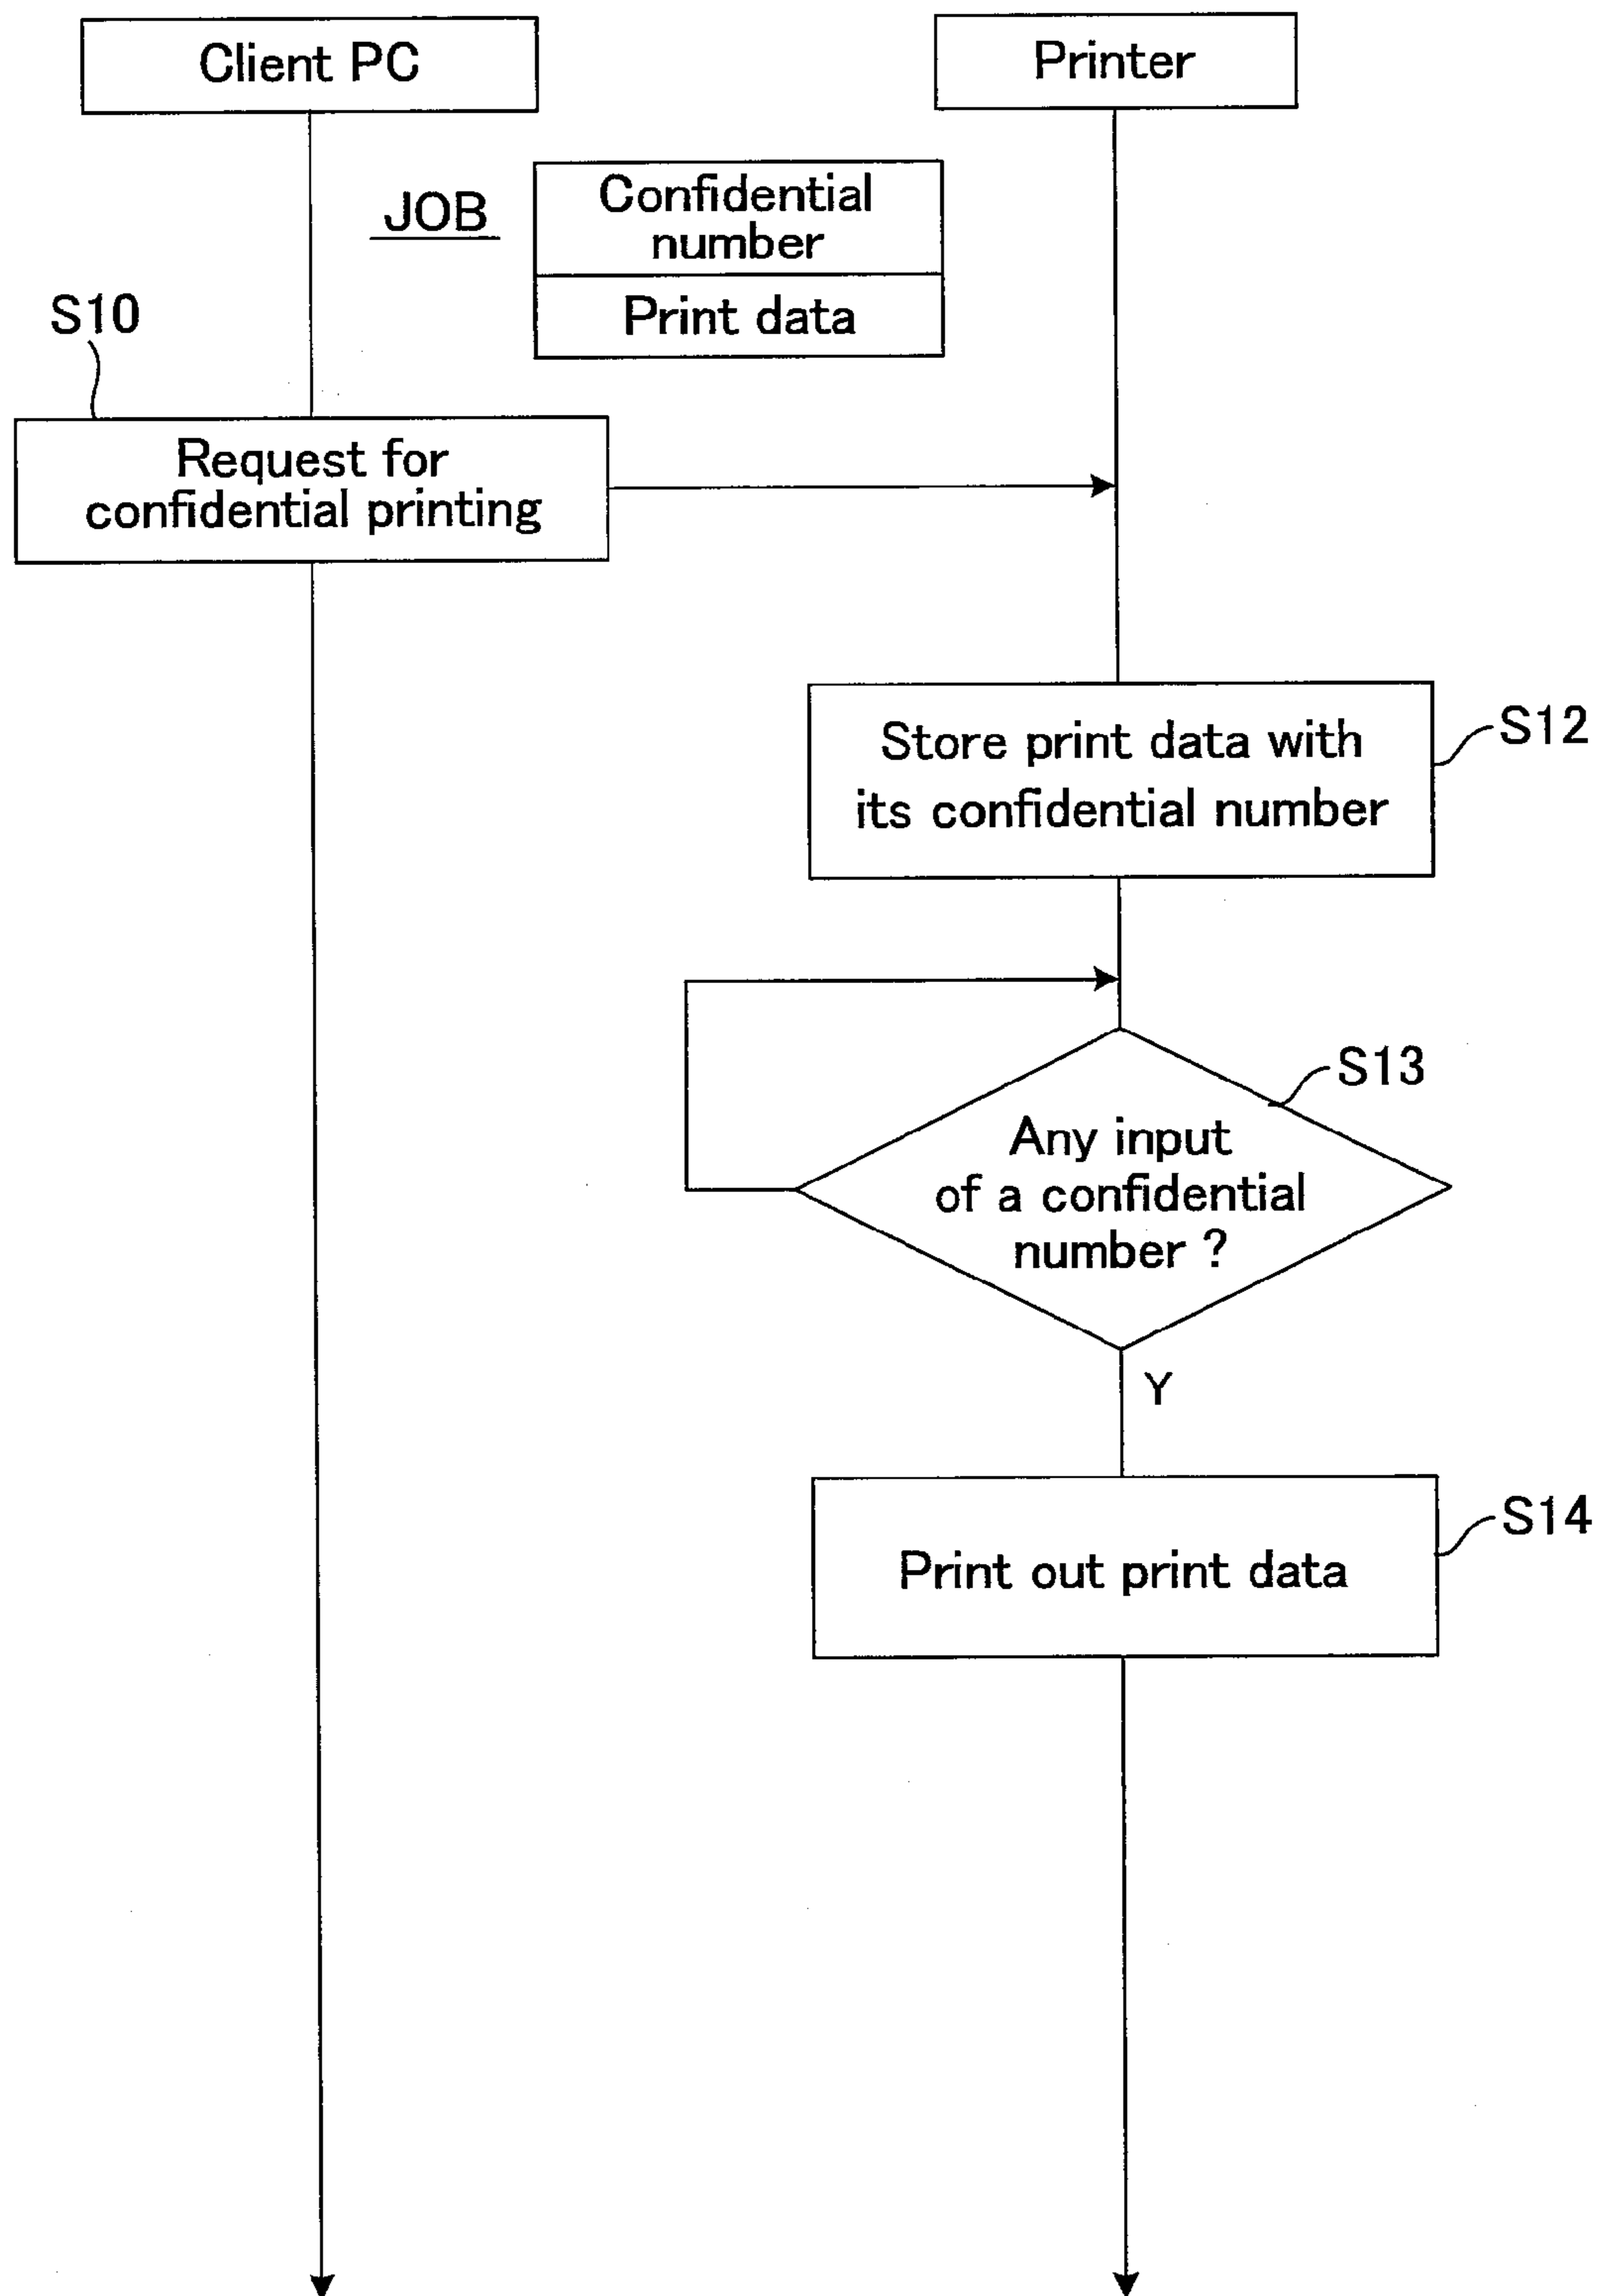 Client PC
Printer
JOB
Confidential
number
Print data
S10
Request for
confidential printing
Store print data with
its confidential number
S12
S13
Any input
of a confidential
number ?
Y
Print out print data
S14